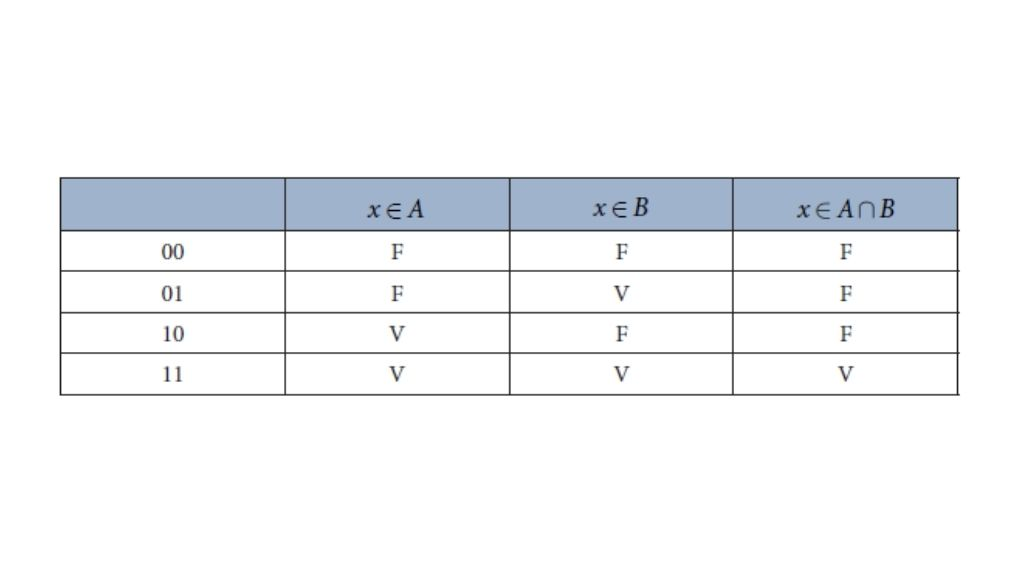 x ∈ A x ∈ B x ∈ A ∩ B
00 F F F
01 F V F
10 V F F
11 V V V